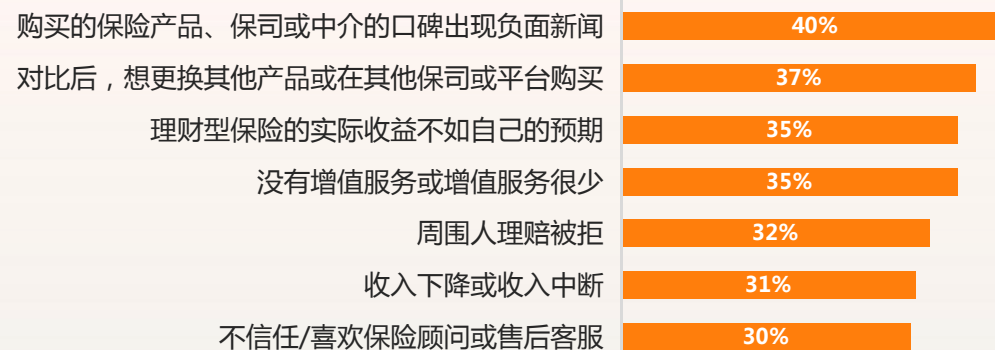 购买的保险产品、保司或中介的口碑出现负面新闻 40%
对比后，想更换其他产品或在其他保司或平台购买 37%
理财型保险的实际收益不如自己的预期 35%
没有增值服务或增值服务很少 35%
周围人理赔被拒 32%
收入下降或收入中断 31%
不信任/喜欢保险顾问或售后客服 30%